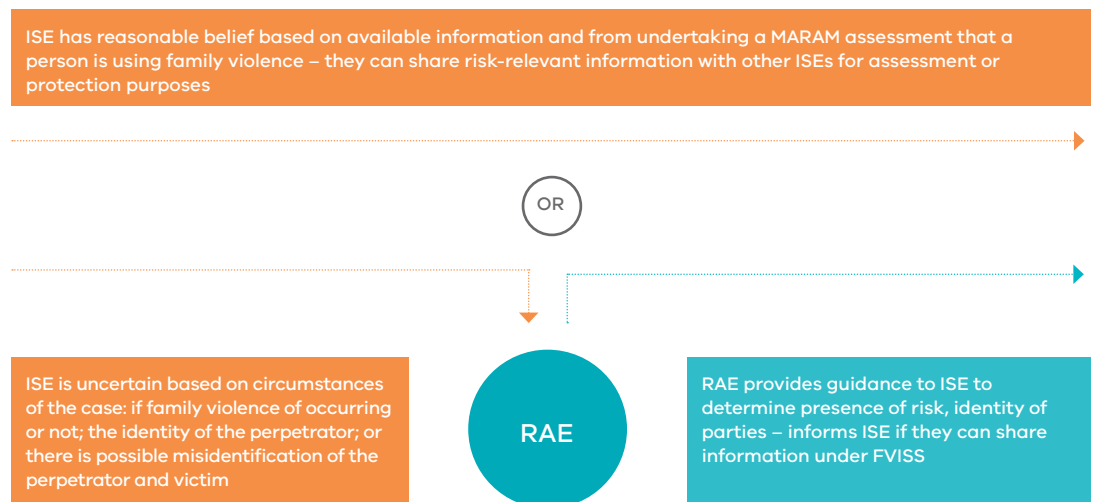 ISE has reasonable belief based on available information and from undertaking a MARAM assessment that a
person is using family violence – they can share risk-relevant information with other ISEs for assessment or
protection purposes
OR
ISE is uncertain based on circumstances
of the case: if family violence of occurring
or not; the identity of the perpetrator; or
there is possible misidentification of the
perpetrator and victim
RAE
RAE provides guidance to ISE to
determine presence of risk, identity of
parties – informs ISE if they can share
information under FVISS